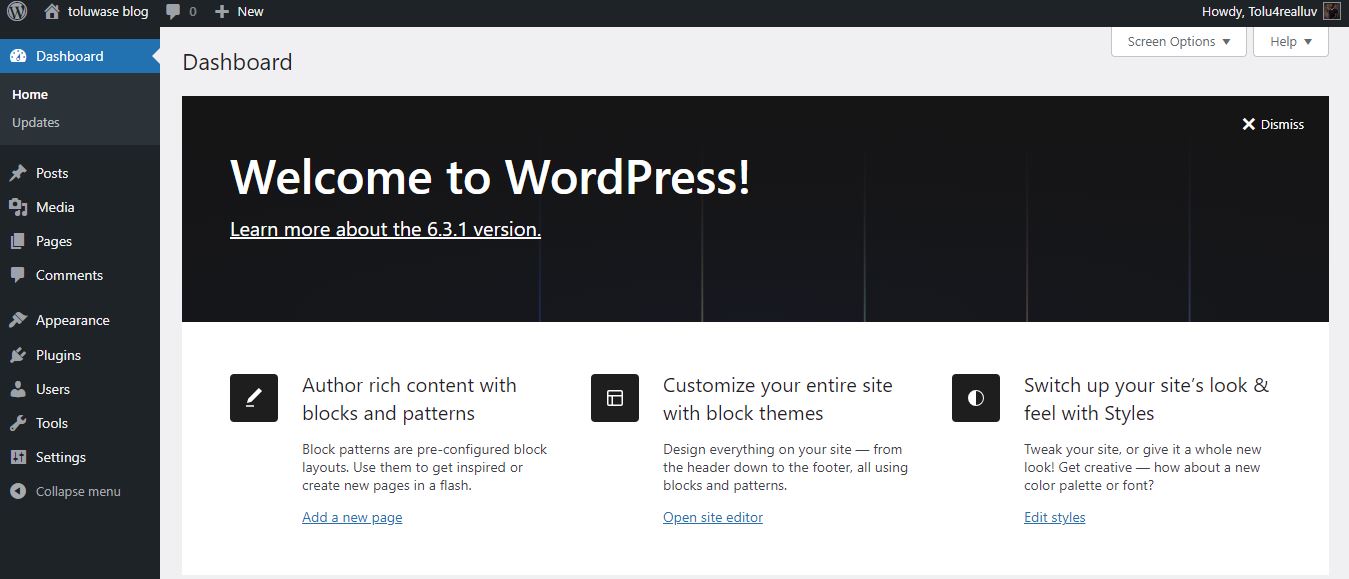 toluwase blog
0
New
Howdy, Tolu4realluv
Dashboard
Home
Updates
Posts
Media
Pages
Comments
Appearance
Plugins
Users
Tools
Settings
Collapse menu
Screen Options
Help
Dashboard
Dismiss
Welcome to WordPress!
Learn more about the 6.3.1 version.
Author rich content with
blocks and patterns
Block patterns are pre-configured block
layouts. Use them to get inspired or
create new pages in a flash.
Add a new page
Customize your entire site
with block themes
Design everything on your site — from
the header down to the footer, all using
blocks and patterns.
Open site editor
Switch up your site’s look &
feel with Styles
Tweak your site, or give it a whole new
look! Get creative — how about a new
color palette or font?
Edit styles